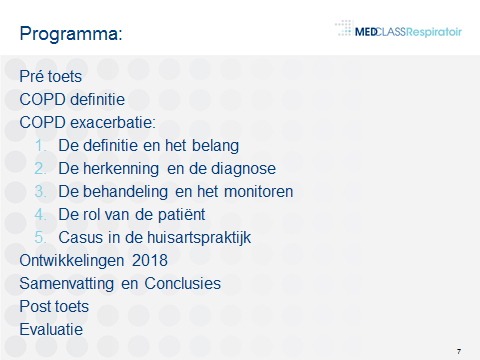 Programma:
MEDCLASSRespiratoir
Pré toets
COPD definitie
COPD exacerbatie:
1. De definitie en het belang
2. De herkenning en de diagnose
3. De behandeling en het monitoren
4. De rol van de patiënt
5. Casus in de huisartspraktijk
Ontwikkelingen 2018
Samenvatting en Conclusies
Post toets
Evaluatie
7